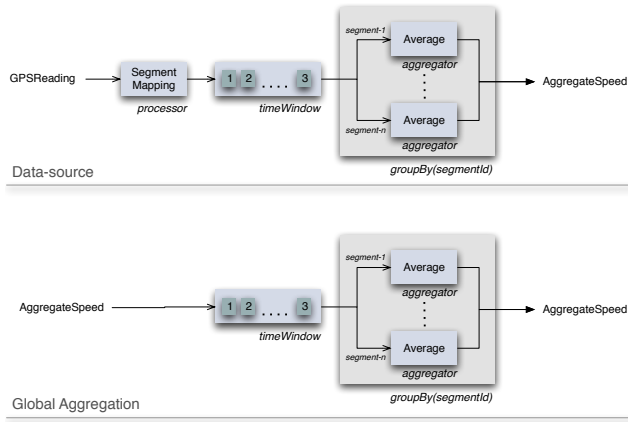 segment-1
Average
aggregator
GPSReading
Segment
Mapping
processor
1 2 .... 3
timeWindow
AggregateSpeed
segment-n
Average
aggregator
groupBy(segmentId)
Data-source
segment-1
Average
aggregator
AggregateSpeed
1 2 .... 3
timeWindow
AggregateSpeed
segment-n
Average
aggregator
groupBy(segmentId)
Global Aggregation